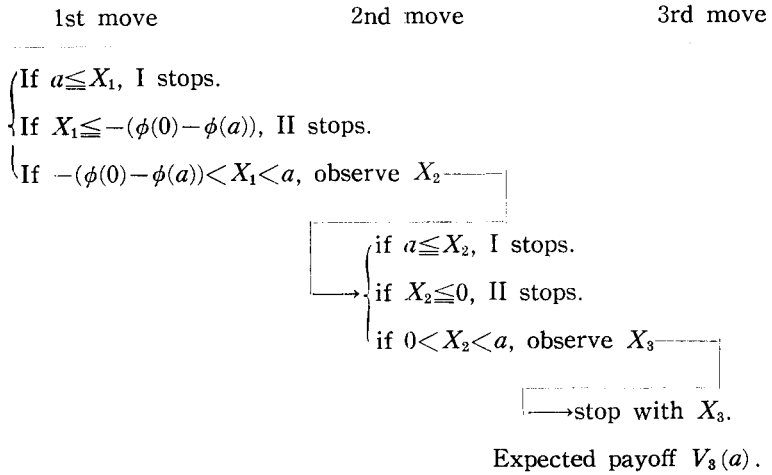 1st move 2nd move 3rd move
If a≦X₁, I stops.
If X₁≦−(ϕ(0)−ϕ(a)), II stops.
If −(ϕ(0)−ϕ(a))<X₁<a, observe X₂
if a≦X₂, I stops.
if X₂≦0, II stops.
if 0<X₂<a, observe X₃
→stop with X₃.
Expected payoff V₃(a).